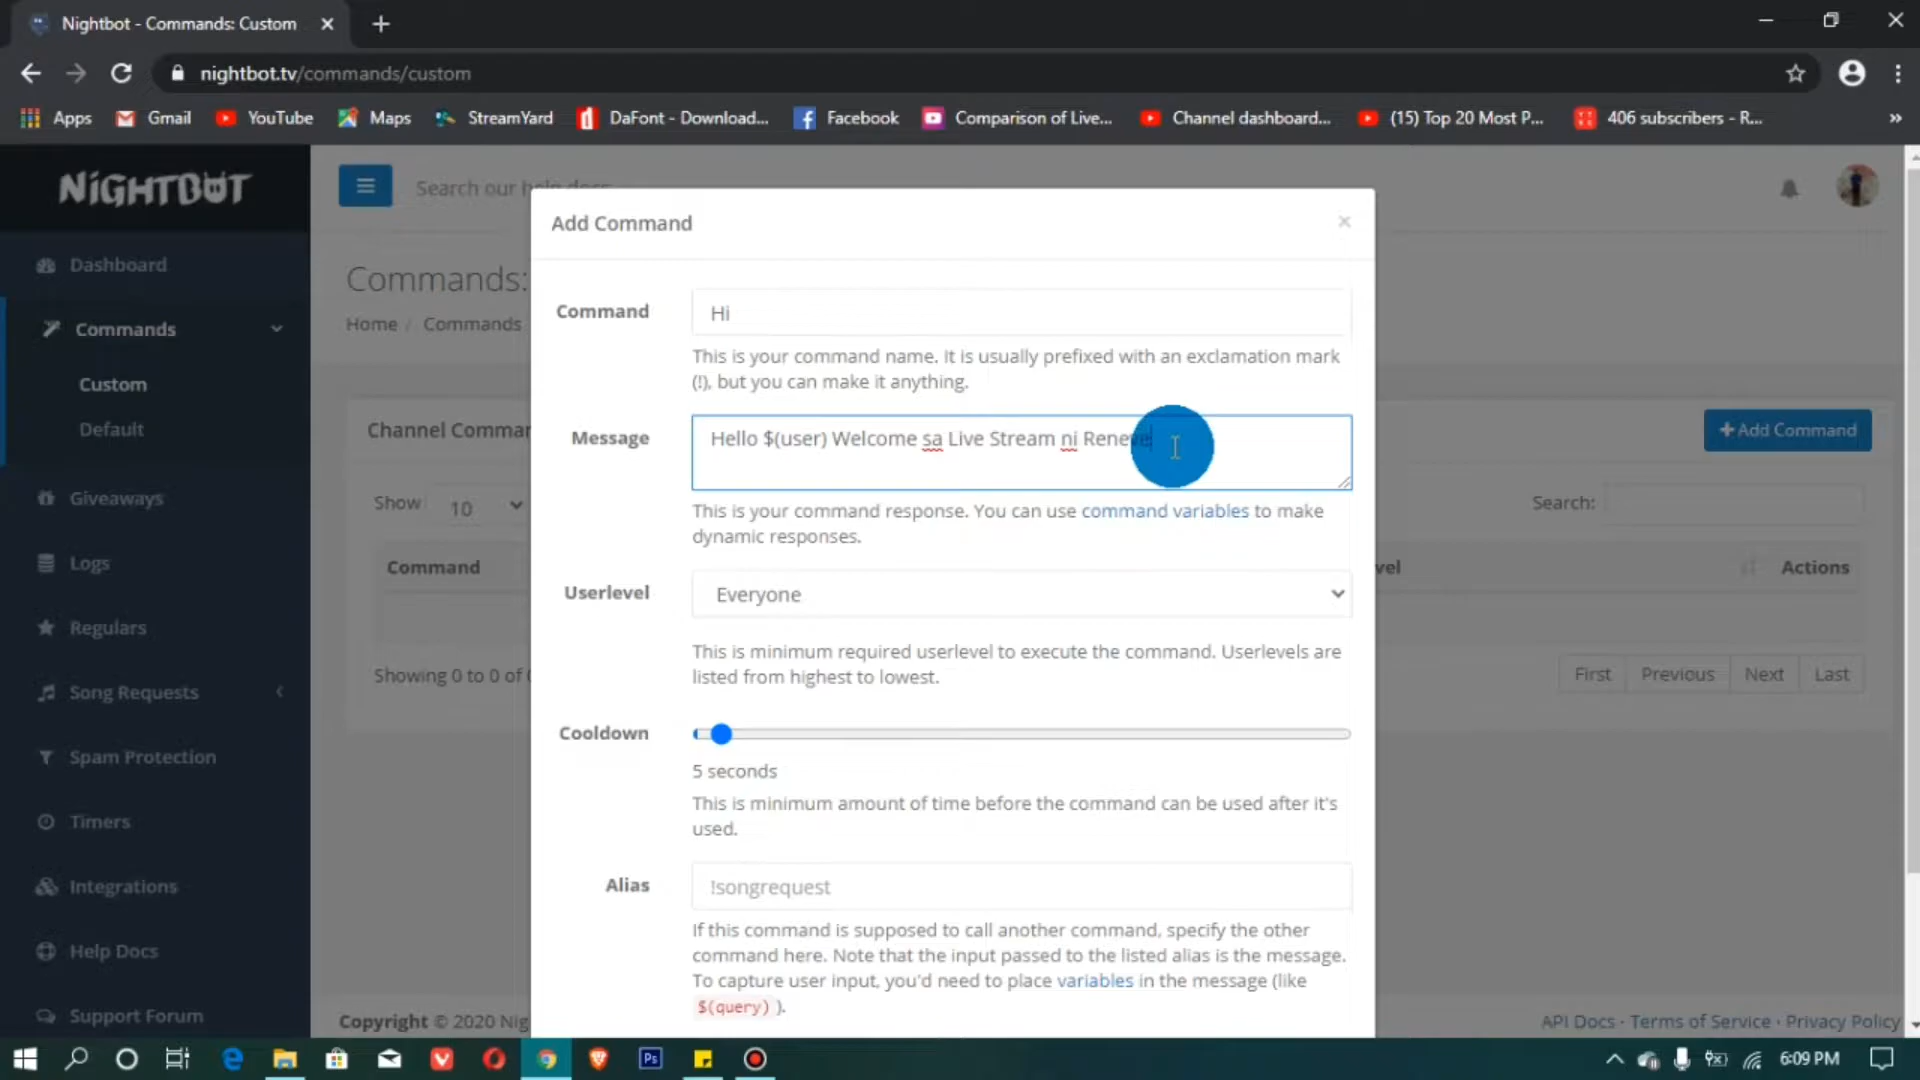 Nightbot - Commands: Custom
nightbot.tv/commands/custom
Apps Gmail YouTube Maps StreamYard DaFont - Download... Facebook Comparison of Live... Channel dashboard... (15) Top 20 Most P... 406 subscribers - R... »
NiGHTBOT
Search our help docs
Dashboard
Commands
Custom
Default
Giveaways
Logs
Regulars
Song Requests
Spam Protection
Timers
Integrations
Help Docs
Support Forum
Commands:
Home / Commands
Channel Comman
+ Add Command
Show 10
Search:
Command
vel
Actions
Showing 0 to 0 of
First Previous Next Last
Add Command ×
Command Hi
This is your command name. It is usually prefixed with an exclamation mark
(!), but you can make it anything.
Message Hello $(user) Welcome sa Live Stream ni Reneve
This is your command response. You can use command variables to make
dynamic responses.
Userlevel Everyone
This is minimum required userlevel to execute the command. Userlevels are
listed from highest to lowest.
Cooldown
5 seconds
This is minimum amount of time before the command can be used after it's
used.
Alias !songrequest
If this command is supposed to call another command, specify the other
command here. Note that the input passed to the listed alias is the message.
To capture user input, you'd need to place variables in the message (like
$(query) ).
Copyright © 2020 Nig
API Docs · Terms of Service · Privacy Policy
Ps
6:09 PM